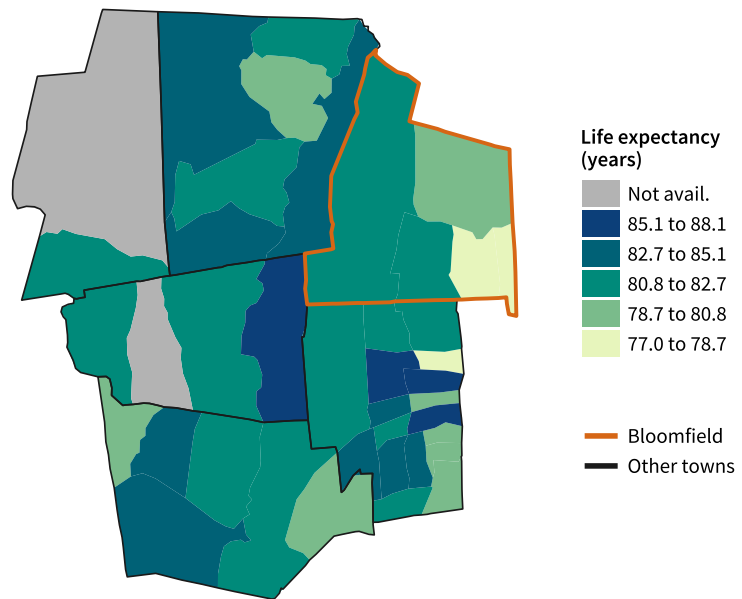 Life expectancy
(years)
Not avail.
85.1 to 88.1
82.7 to 85.1
80.8 to 82.7
78.7 to 80.8
77.0 to 78.7
Bloomfield
Other towns